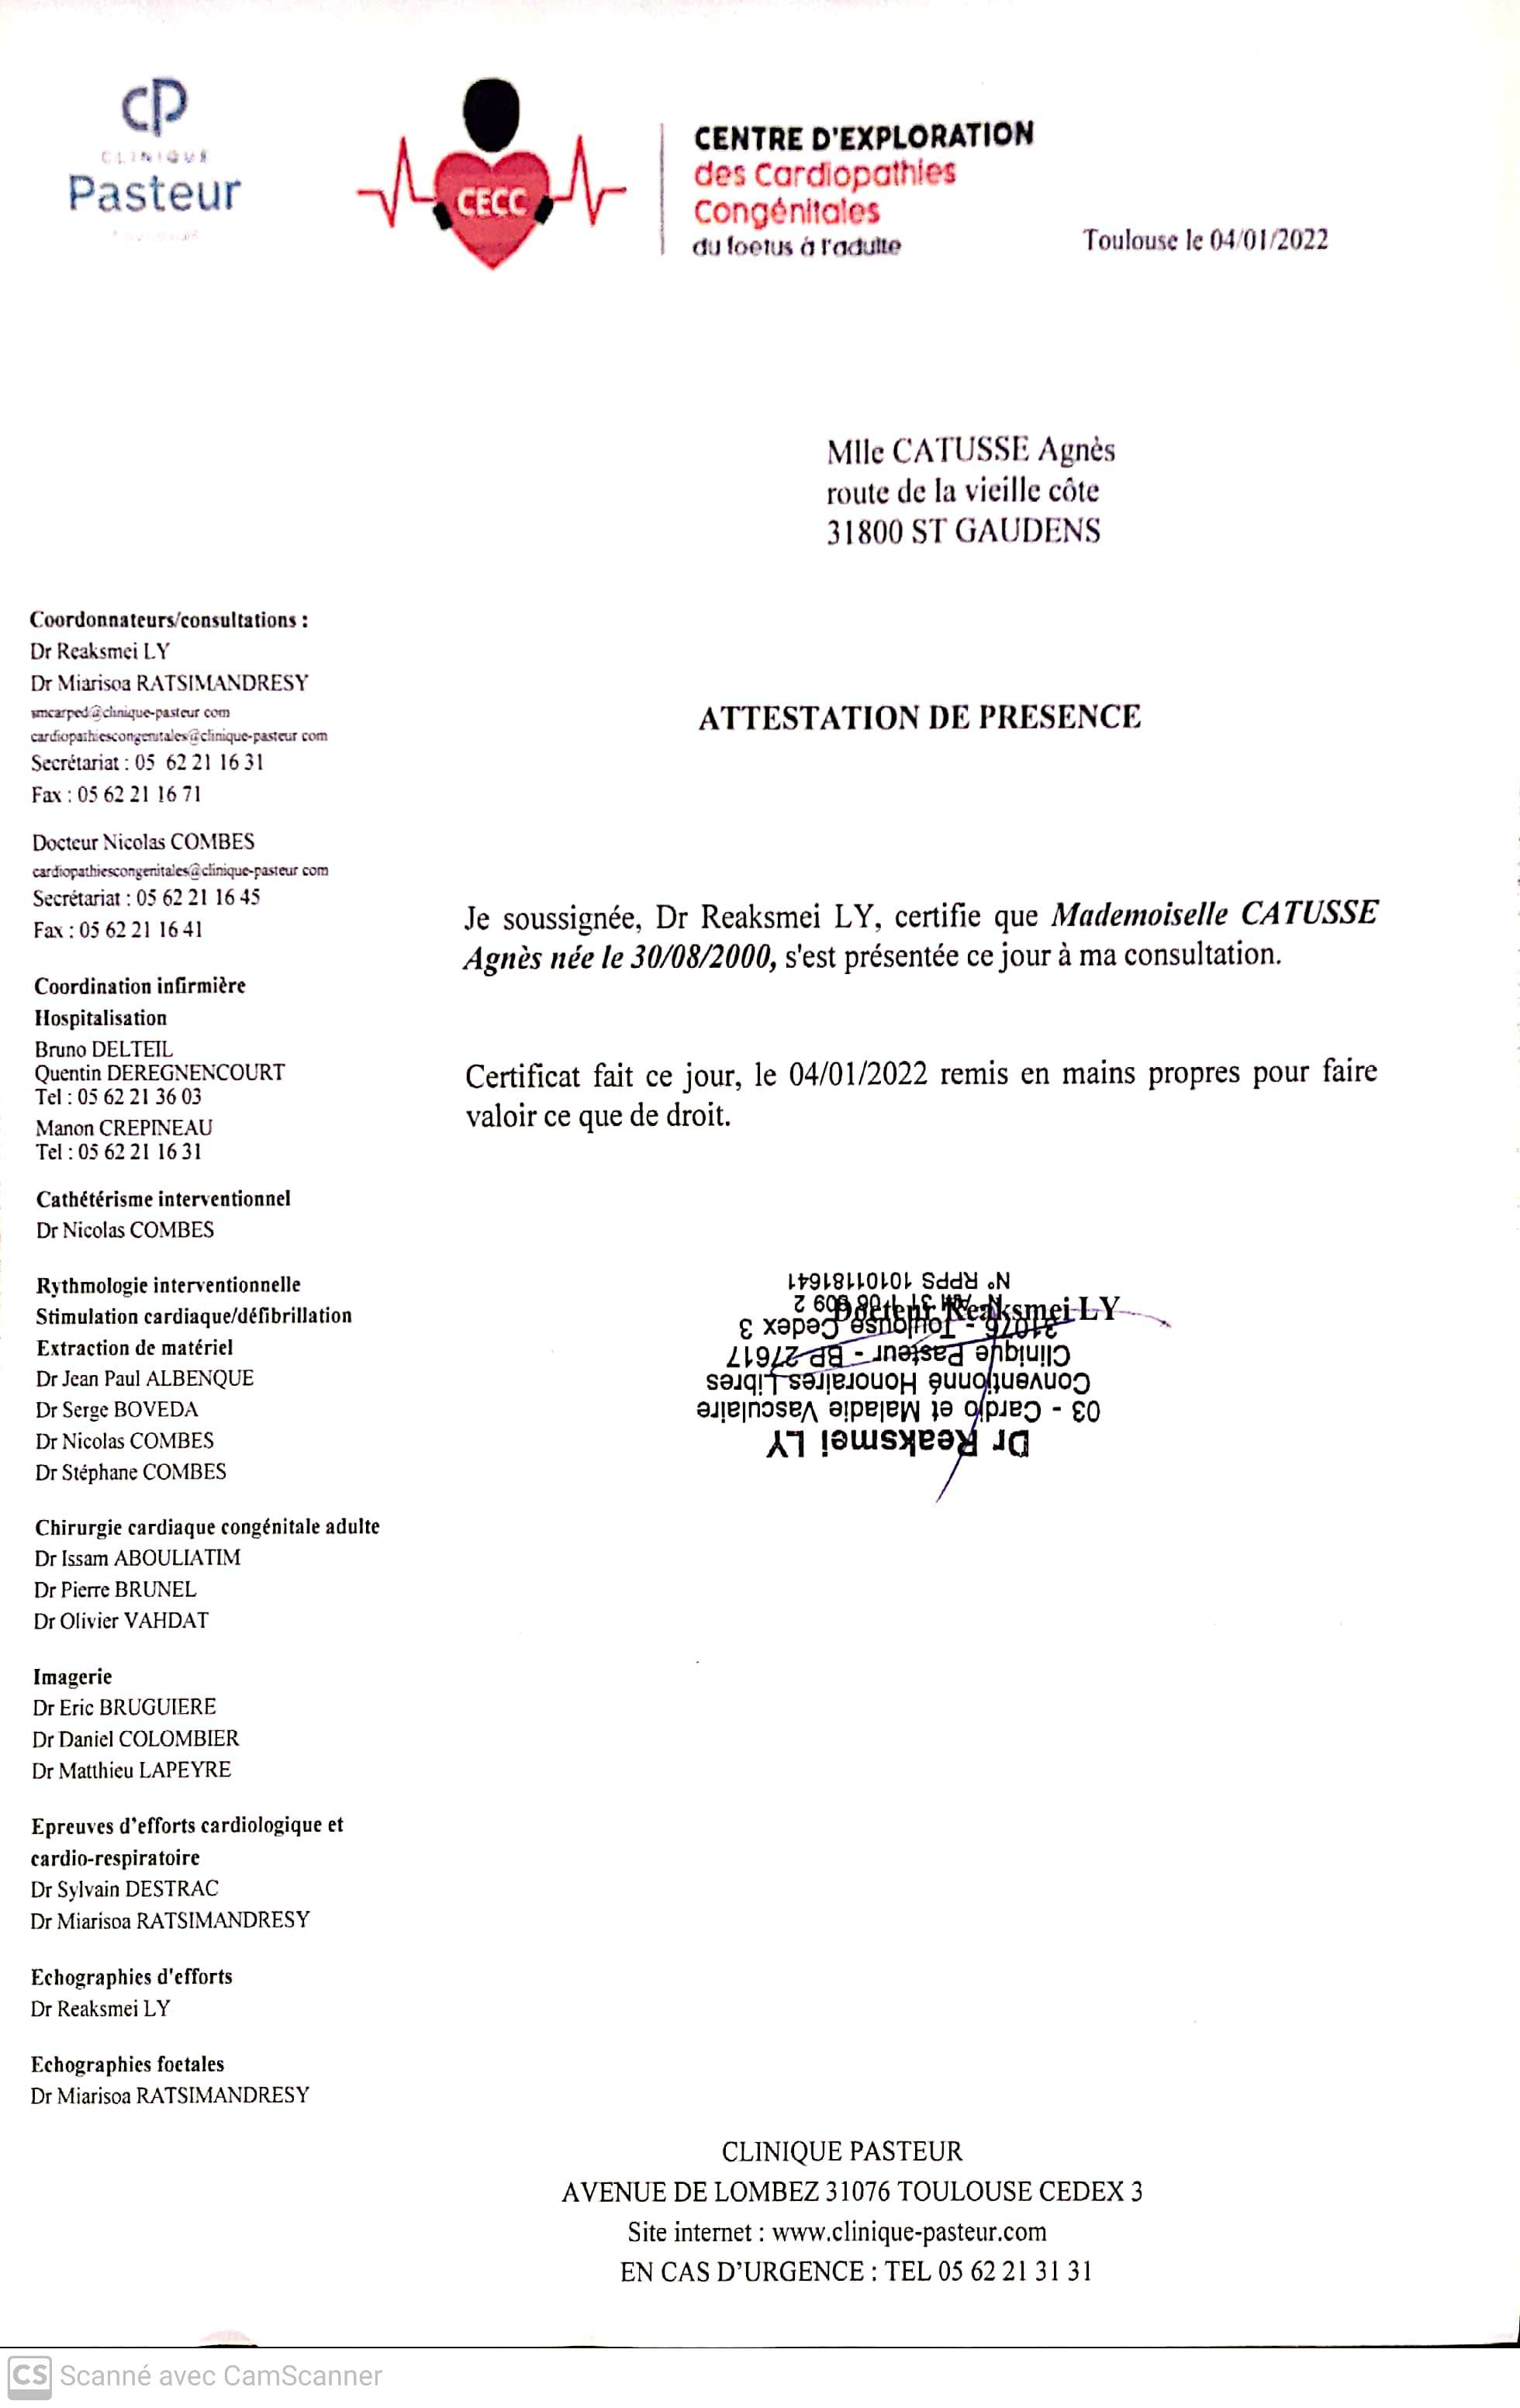 CP
CLINIQUE
Pasteur
CECC
CENTRE D'EXPLORATION
des Cardiopathies
Congénitales
du foetus à l'adulte
Toulouse le 04/01/2022
Mlle CATUSSE Agnès
route de la vieille côte
31800 ST GAUDENS
Coordonnateurs/consultations :
Dr Reaksmei LY
Dr Miarisoa RATSIMANDRESY
smcarped@clinique-pasteur com
cardiopathiescongenitales@clinique-pasteur com
Secrétariat : 05 62 21 16 31
Fax : 05 62 21 16 71
Docteur Nicolas COMBES
cardiopathiescongenitales@clinique-pasteur com
Secrétariat : 05 62 21 16 45
Fax : 05 62 21 16 41
Coordination infirmière
Hospitalisation
Bruno DELTEIL
Quentin DEREGNENCOURT
Tel : 05 62 21 36 03
Manon CREPINEAU
Tel : 05 62 21 16 31
Cathétérisme interventionnel
Dr Nicolas COMBES
Rythmologie interventionnelle
Stimulation cardiaque/défibrillation
Extraction de matériel
Dr Jean Paul ALBENQUE
Dr Serge BOVEDA
Dr Nicolas COMBES
Dr Stéphane COMBES
Chirurgie cardiaque congénitale adulte
Dr Issam ABOULIATIM
Dr Pierre BRUNEL
Dr Olivier VAHDAT
Imagerie
Dr Eric BRUGUIERE
Dr Daniel COLOMBIER
Dr Matthieu LAPEYRE
Epreuves d'efforts cardiologique et
cardio-respiratoire
Dr Sylvain DESTRAC
Dr Miarisoa RATSIMANDRESY
Echographies d'efforts
Dr Reaksmei LY
Echographies foetales
Dr Miarisoa RATSIMANDRESY
ATTESTATION DE PRESENCE
Je soussignée, Dr Reaksmei LY, certifie que Mademoiselle CATUSSE
Agnès née le 30/08/2000, s'est présentée ce jour à ma consultation.
Certificat fait ce jour, le 04/01/2022 remis en mains propres pour faire
valoir ce que de droit.
Docteur Reaksmei LY
Dr Reaksmei LY
03 - Cardio et Maladie Vasculaire
Conventionné Honoraires Libres
Clinique Pasteur - BP 27617
31076 - Toulouse Cedex 3
N° RPPS 10101181641
CLINIQUE PASTEUR
AVENUE DE LOMBEZ 31076 TOULOUSE CEDEX 3
Site internet : www.clinique-pasteur.com
EN CAS D'URGENCE : TEL 05 62 21 31 31
CS Scanné avec CamScanner